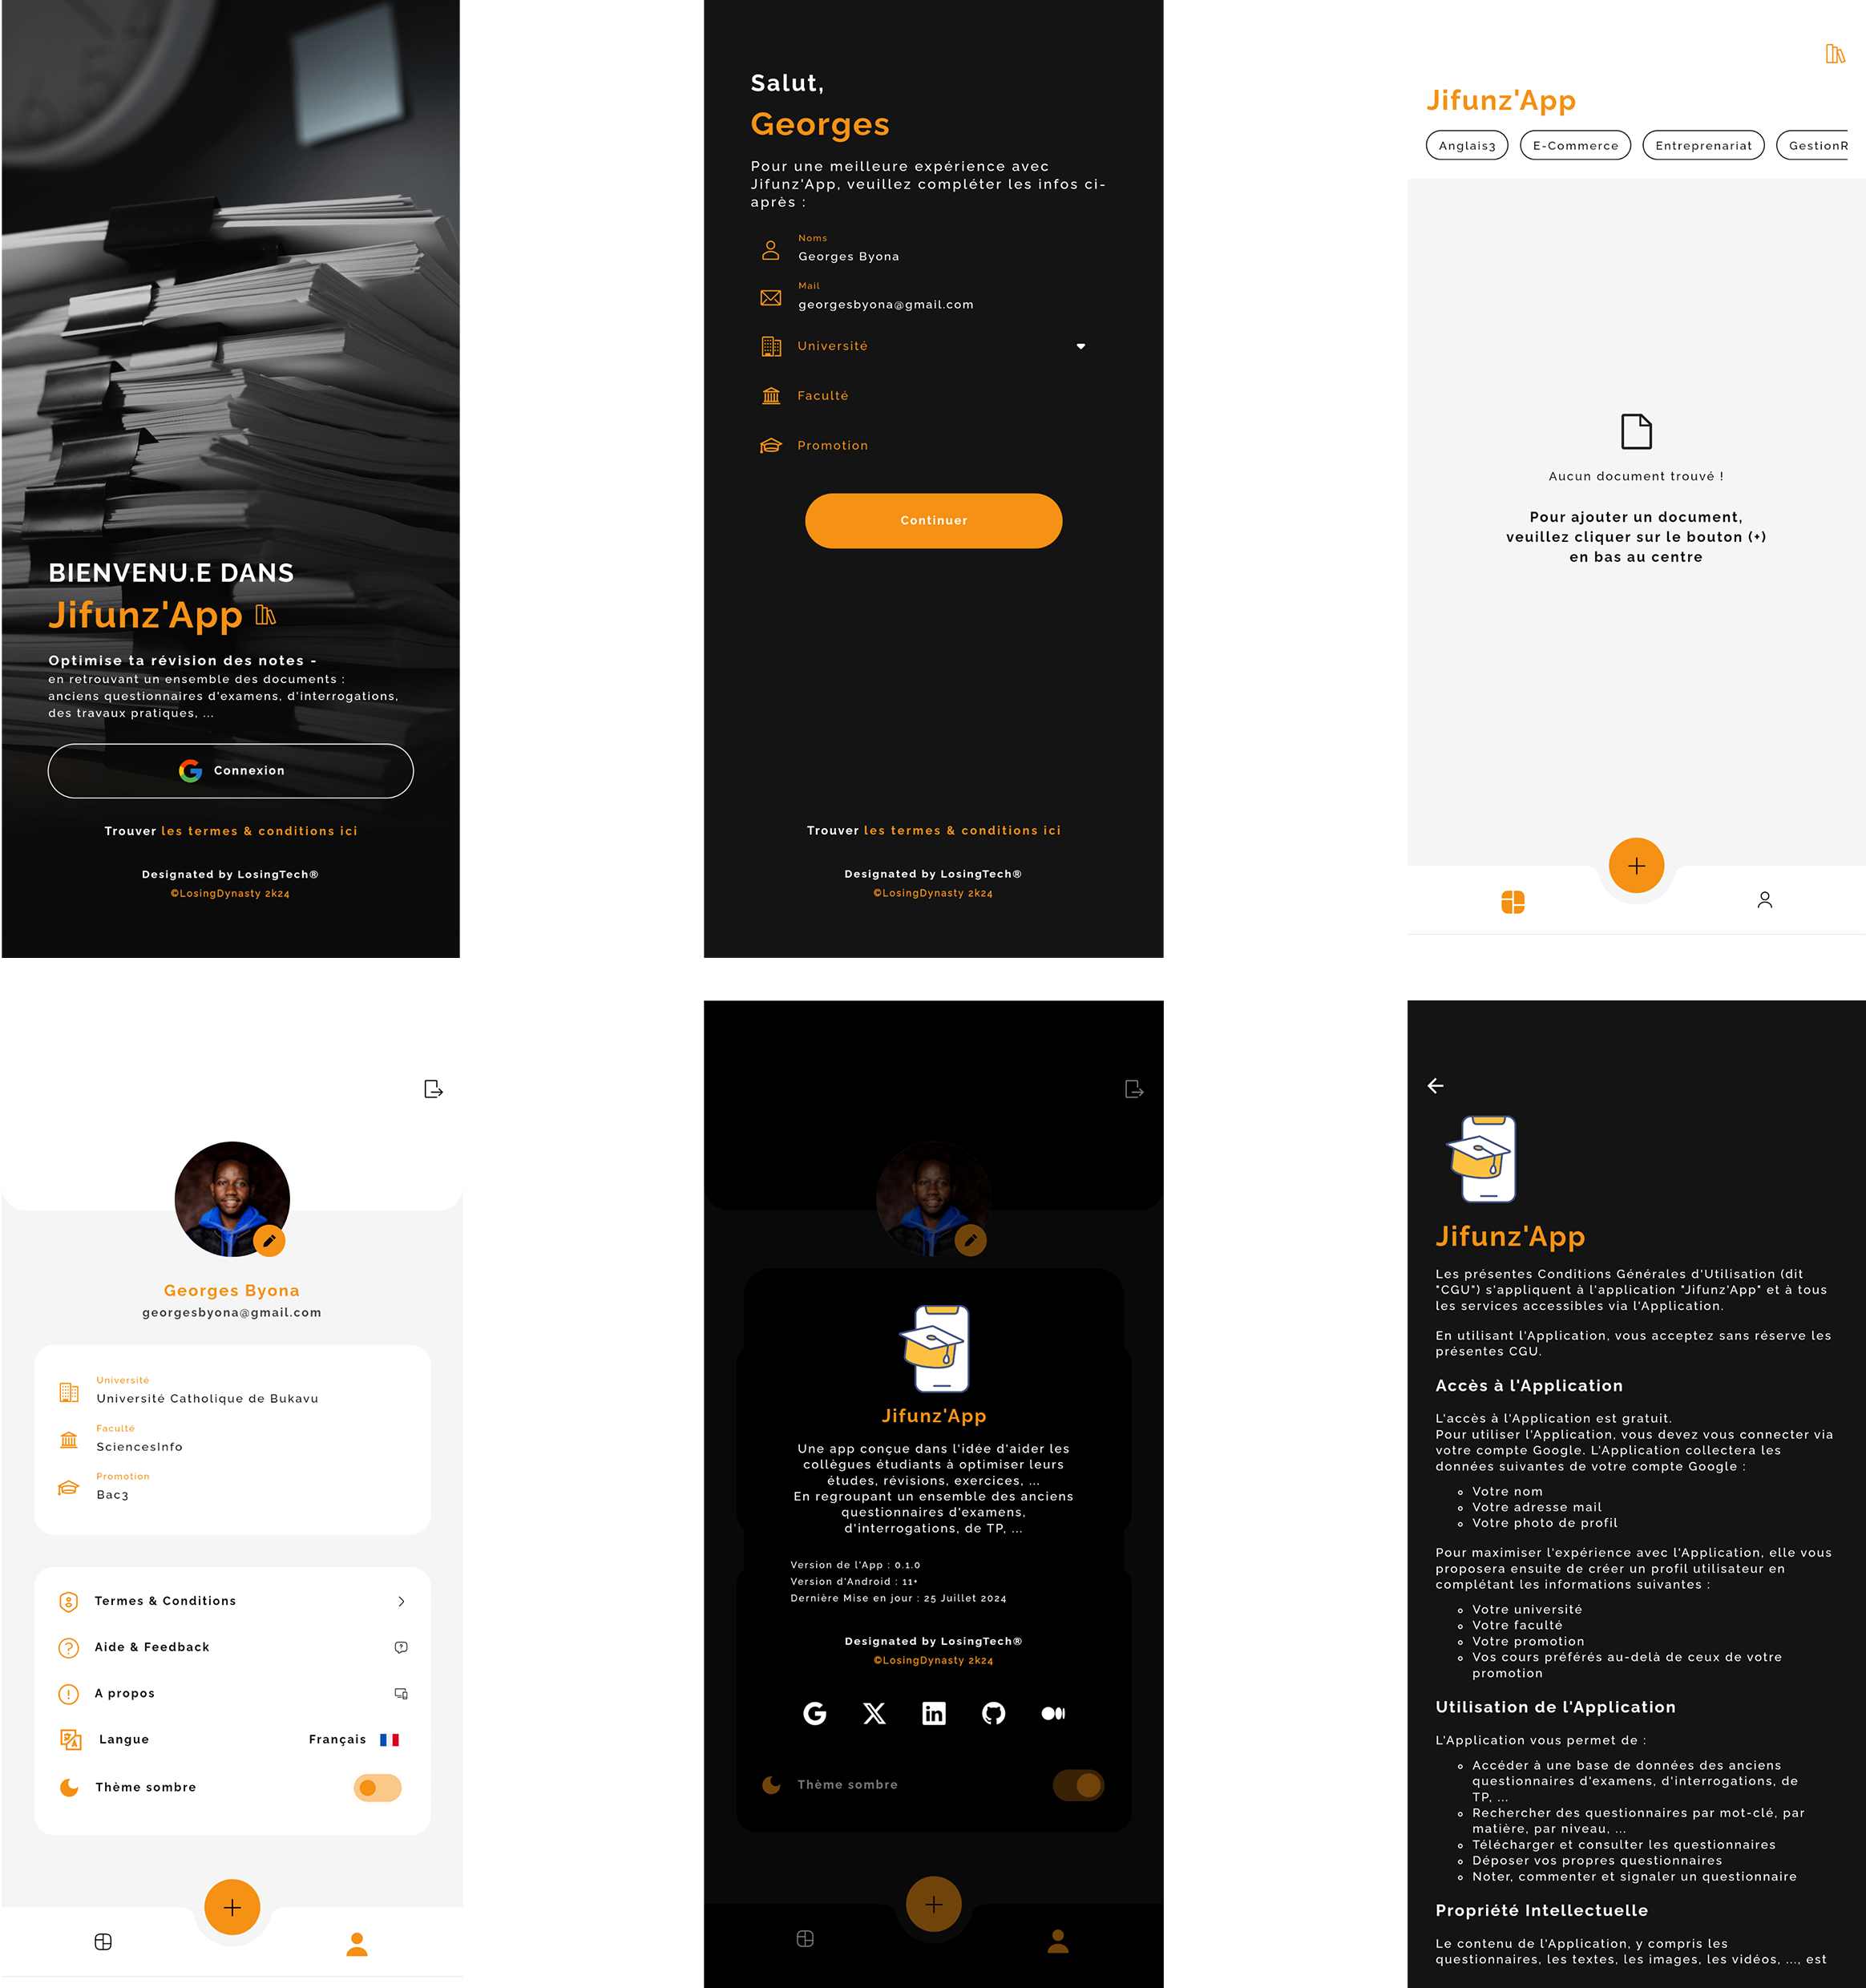 BIENVENU.E DANS
Jifunz'App
Optimise ta révision des notes -
en retrouvant un ensemble des documents :
anciens questionnaires d'examens, d'interrogations,
des travaux pratiques, ...
Connexion
Trouver les termes & conditions ici
Designated by LosingTech®
©LosingDynasty 2k24
Salut,
Georges
Pour une meilleure expérience avec
Jifunz'App, veuillez compléter les infos ci-
après :
Noms
Georges Byona
Mail
georgesbyona@gmail.com
Université
Faculté
Promotion
Continuer
Trouver les termes & conditions ici
Designated by LosingTech®
©LosingDynasty 2k24
Jifunz'App
Anglais3 E-Commerce Entreprenariat GestionR
Aucun document trouvé !
Pour ajouter un document,
veuillez cliquer sur le bouton (+)
en bas au centre
Georges Byona
georgesbyona@gmail.com
Université
Université Catholique de Bukavu
Faculté
SciencesInfo
Promotion
Bac3
Termes & Conditions
Aide & Feedback
A propos
Langue Français
Thème sombre
Jifunz'App
Une app conçue dans l'idée d'aider les
collègues étudiants à optimiser leurs
études, révisions, exercices, ...
En regroupant un ensemble des anciens
questionnaires d'examens,
d'interrogations, de TP, ...
Version de l'App : 0.1.0
Version d'Android : 11+
Dernière Mise en jour : 25 Juillet 2024
Designated by LosingTech®
©LosingDynasty 2k24
Thème sombre
Jifunz'App
Les présentes Conditions Générales d'Utilisation (dit
"CGU") s'appliquent à l'application "Jifunz'App" et à tous
les services accessibles via l'Application.
En utilisant l'Application, vous acceptez sans réserve les
présentes CGU.
Accès à l'Application
L'accès à l'Application est gratuit.
Pour utiliser l'Application, vous devez vous connecter via
votre compte Google. L'Application collectera les
données suivantes de votre compte Google :
Votre nom
Votre adresse mail
Votre photo de profil
Pour maximiser l'expérience avec l'Application, elle vous
proposera ensuite de créer un profil utilisateur en
complétant les informations suivantes :
Votre université
Votre faculté
Votre promotion
Vos cours préférés au-delà de ceux de votre
promotion
Utilisation de l'Application
L'Application vous permet de :
Accéder à une base de données des anciens
questionnaires d'examens, d'interrogations, de
TP, ...
Rechercher des questionnaires par mot-clé, par
matière, par niveau, ...
Télécharger et consulter les questionnaires
Déposer vos propres questionnaires
Noter, commenter et signaler un questionnaire
Propriété Intellectuelle
Le contenu de l'Application, y compris les
questionnaires, les textes, les images, les vidéos, ..., est